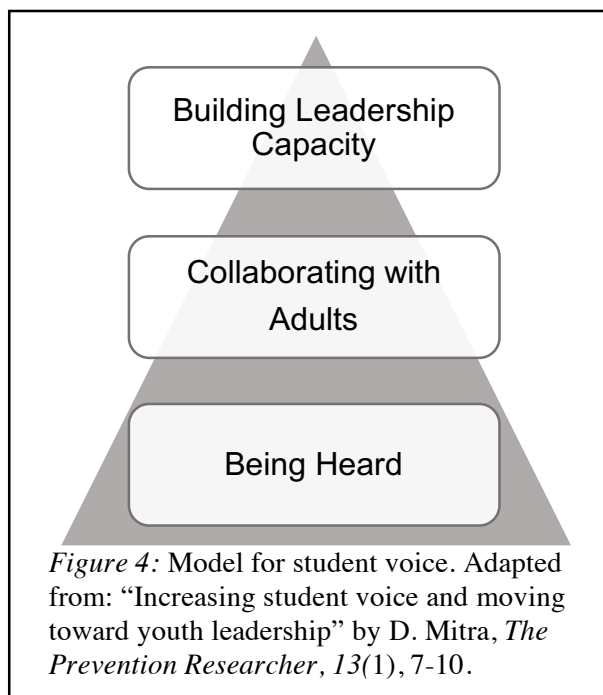 Building Leadership
Capacity
Collaborating with
Adults
Being Heard
Figure 4: Model for student voice. Adapted
from: “Increasing student voice and moving
toward youth leadership” by D. Mitra, The
Prevention Researcher, 13(1), 7-10.